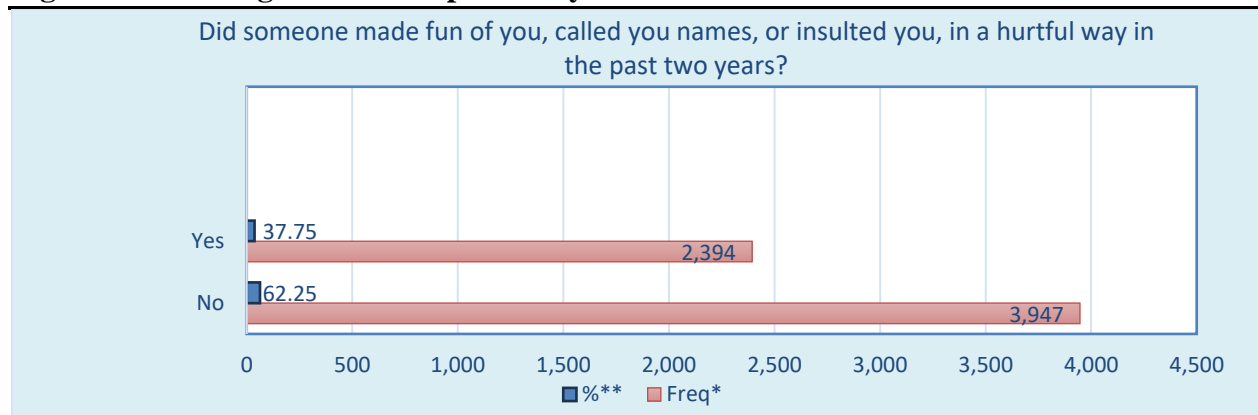 Did someone made fun of you, called you names, or insulted you, in a hurtful way in
the past two years?
Yes
37.75
2,394
No
62.25
3,947
0 500 1,000 1,500 2,000 2,500 3,000 3,500 4,000 4,500
%** Freq*